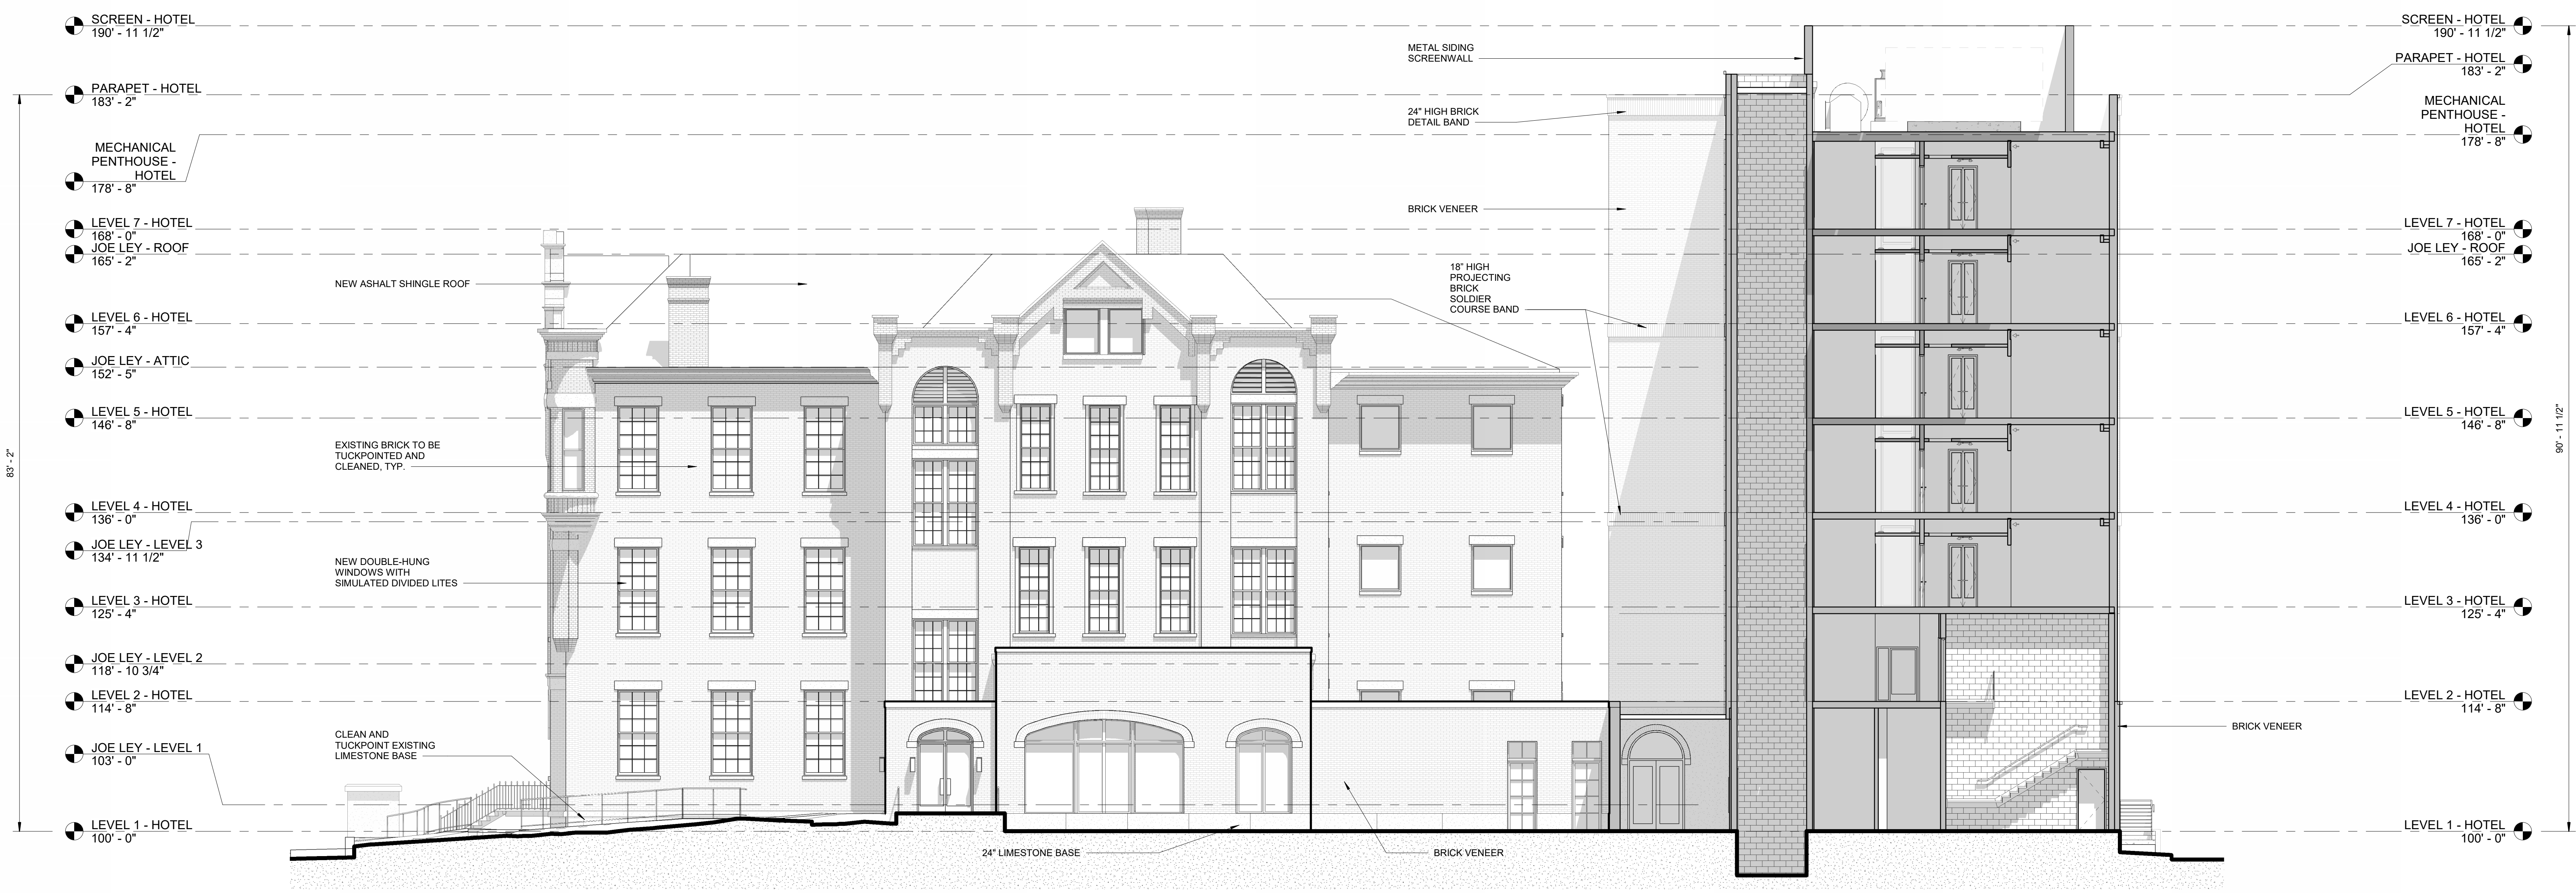 SCREEN - HOTEL
190' - 11 1/2"
PARAPET - HOTEL
183' - 2"
MECHANICAL
PENTHOUSE -
HOTEL
178' - 8"
LEVEL 7 - HOTEL
168' - 0"
JOE LEY - ROOF
165' - 2"
LEVEL 6 - HOTEL
157' - 4"
JOE LEY - ATTIC
152' - 5"
LEVEL 5 - HOTEL
146' - 8"
LEVEL 4 - HOTEL
136' - 0"
JOE LEY - LEVEL 3
134' - 11 1/2"
LEVEL 3 - HOTEL
125' - 4"
JOE LEY - LEVEL 2
118' - 10 3/4"
LEVEL 2 - HOTEL
114' - 8"
JOE LEY - LEVEL 1
103' - 0"
LEVEL 1 - HOTEL
100' - 0"
83' - 2"
NEW ASHALT SHINGLE ROOF
EXISTING BRICK TO BE
TUCKPOINTED AND
CLEANED, TYP.
NEW DOUBLE-HUNG
WINDOWS WITH
SIMULATED DIVIDED LITES
CLEAN AND
TUCKPOINT EXISTING
LIMESTONE BASE
24" LIMESTONE BASE
BRICK VENEER
METAL SIDING
SCREENWALL
24" HIGH BRICK
DETAIL BAND
BRICK VENEER
18" HIGH
PROJECTING
BRICK
SOLDIER
COURSE BAND
BRICK VENEER
SCREEN - HOTEL
190' - 11 1/2"
PARAPET - HOTEL
183' - 2"
MECHANICAL
PENTHOUSE -
HOTEL
178' - 8"
LEVEL 7 - HOTEL
168' - 0"
JOE LEY - ROOF
165' - 2"
LEVEL 6 - HOTEL
157' - 4"
LEVEL 5 - HOTEL
146' - 8"
LEVEL 4 - HOTEL
136' - 0"
LEVEL 3 - HOTEL
125' - 4"
LEVEL 2 - HOTEL
114' - 8"
LEVEL 1 - HOTEL
100' - 0"
90' - 11 1/2"